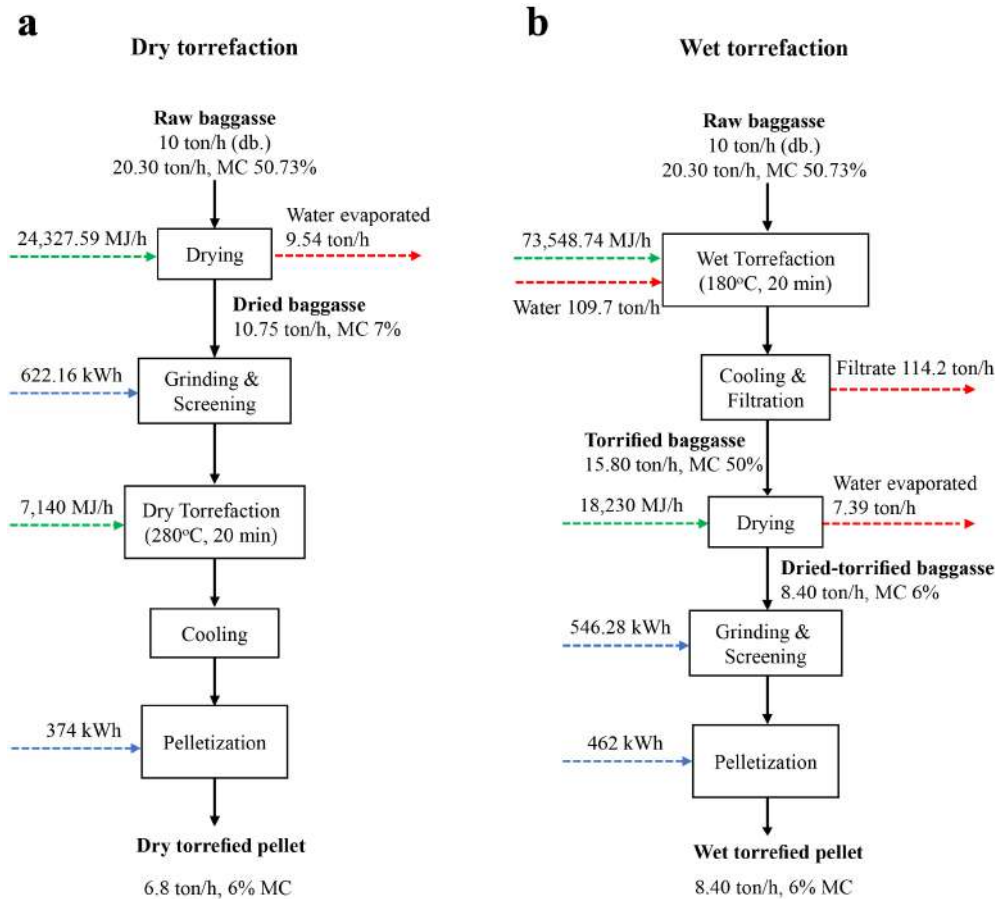 a
Dry torrefaction
Raw baggasse
10 ton/h (db.)
20.30 ton/h, MC 50.73%
24,327.59 MJ/h
Drying
Water evaporated
9.54 ton/h
Dried baggasse
10.75 ton/h, MC 7%
622.16 kWh
Grinding &
Screening
7,140 MJ/h
Dry Torrefaction
(280°C, 20 min)
Cooling
374 kWh
Pelletization
Dry torrefied pellet
6.8 ton/h, 6% MC
b
Wet torrefaction
Raw baggasse
10 ton/h (db.)
20.30 ton/h, MC 50.73%
73,548.74 MJ/h
Wet Torrefaction
(180°C, 20 min)
Water 109.7 ton/h
Cooling &
Filtration
Filtrate 114.2 ton/h
Torrified baggasse
15.80 ton/h, MC 50%
18,230 MJ/h
Drying
Water evaporated
7.39 ton/h
Dried-torrified baggasse
8.40 ton/h, MC 6%
546.28 kWh
Grinding &
Screening
462 kWh
Pelletization
Wet torrefied pellet
8.40 ton/h, 6% MC